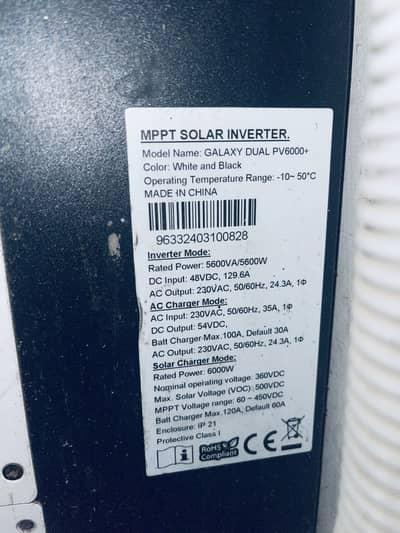 MPPT SOLAR INVERTER.
Model Name: GALAXY DUAL PV6000+
Color: White and Black
Operating Temperature Range: -10~ 50°C
MADE IN CHINA
96332403100828
Inverter Mode:
Rated Power: 5600VA/5600W
DC Input: 48VDC, 129.6A
AC Output: 230VAC, 50/60Hz, 24.3A, 1Φ
AC Charger Mode:
AC Input: 230VAC, 50/60Hz, 35A, 1Φ
DC Output: 54VDC,
Batt Charger Max.100A, Default 30A
AC Output: 230VAC, 50/60Hz, 24.3A, 1Φ
Solar Charger Mode:
Rated Power: 6000W
Nominal operating voltage: 360VDC
Max. Solar Voltage (VOC): 500VDC
MPPT Voltage range: 60 ~ 450VDC
Batt Charger Max.120A, Default 60A
Enclosure: IP 21
Protective Class I
RoHS
Compliant
CE